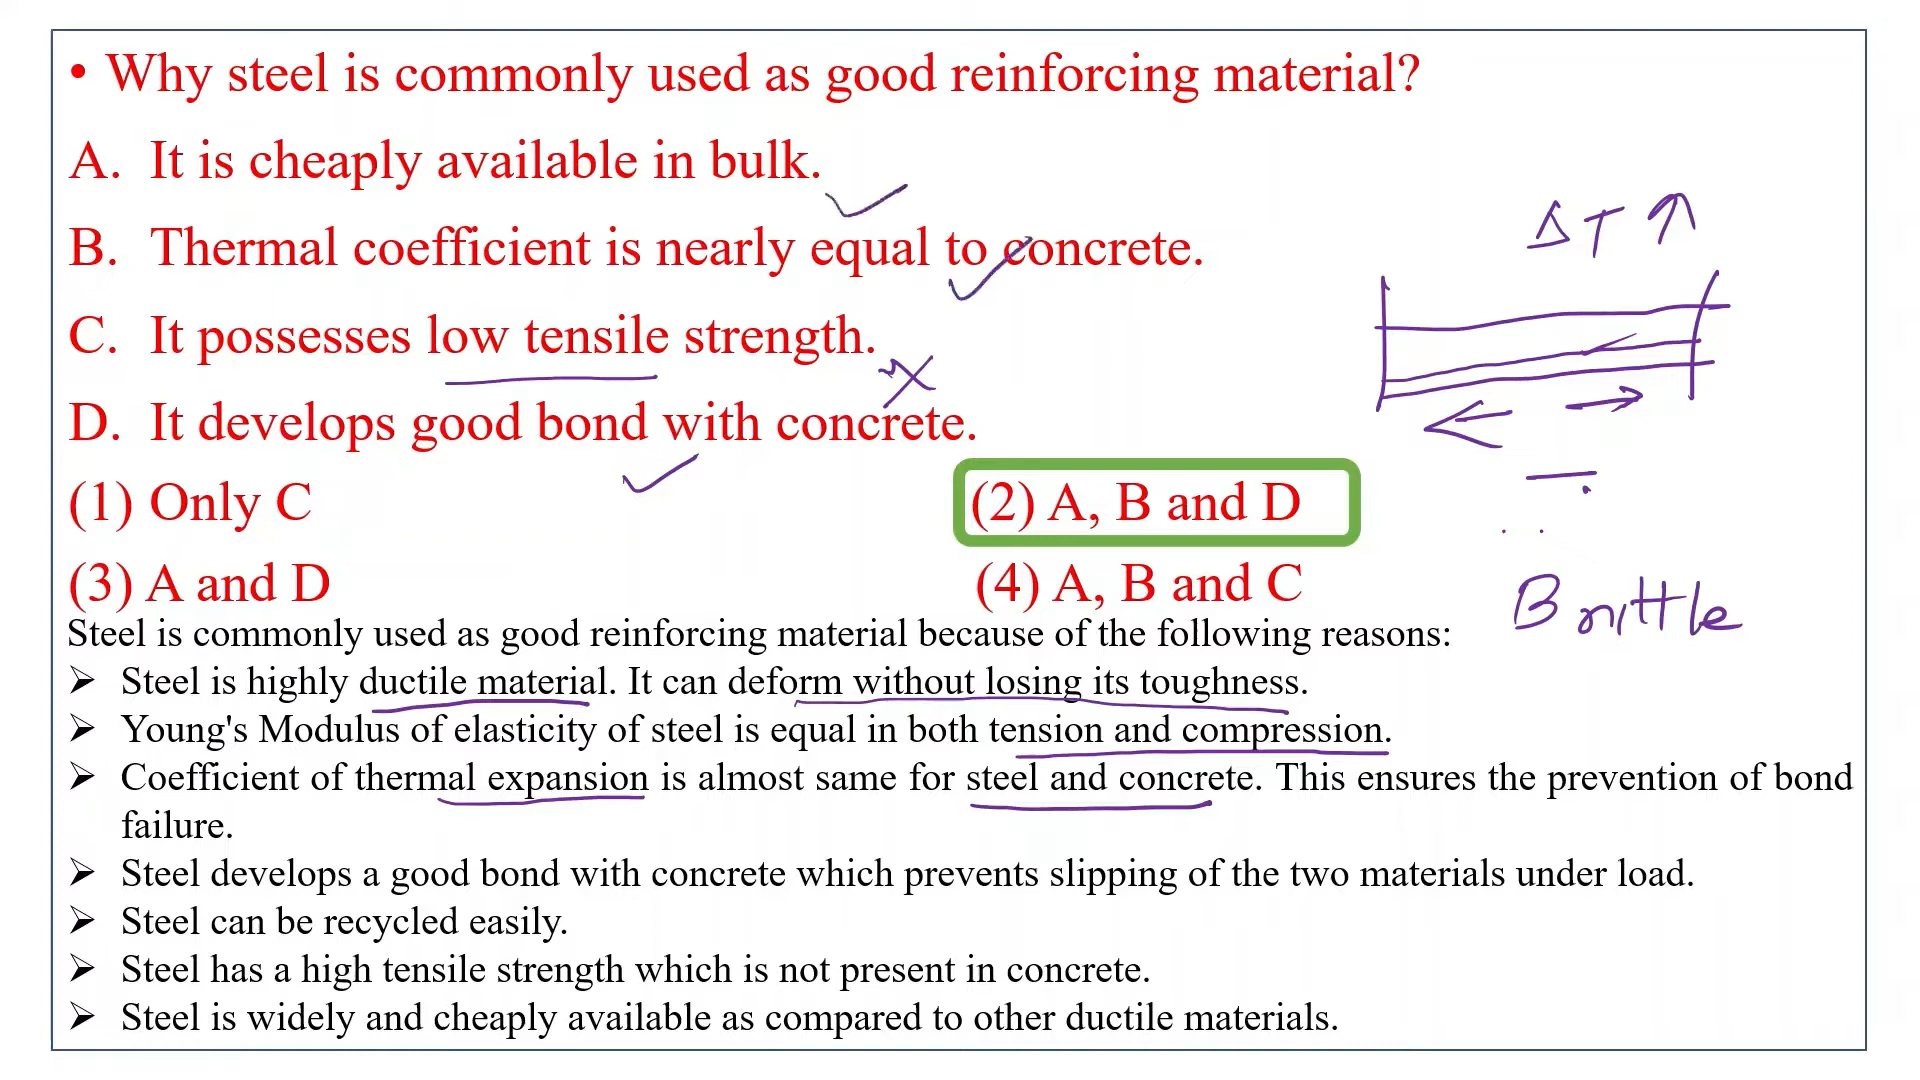 • Why steel is commonly used as good reinforcing material?
A. It is cheaply available in bulk.
B. Thermal coefficient is nearly equal to concrete.
C. It possesses low tensile strength.
D. It develops good bond with concrete.
(1) Only C
(2) A, B and D
(3) A and D
(4) A, B and C
ΔT ↑
Brittle
Steel is commonly used as good reinforcing material because of the following reasons:
➢ Steel is highly ductile material. It can deform without losing its toughness.
➢ Young's Modulus of elasticity of steel is equal in both tension and compression.
➢ Coefficient of thermal expansion is almost same for steel and concrete. This ensures the prevention of bond
failure.
➢ Steel develops a good bond with concrete which prevents slipping of the two materials under load.
➢ Steel can be recycled easily.
➢ Steel has a high tensile strength which is not present in concrete.
➢ Steel is widely and cheaply available as compared to other ductile materials.